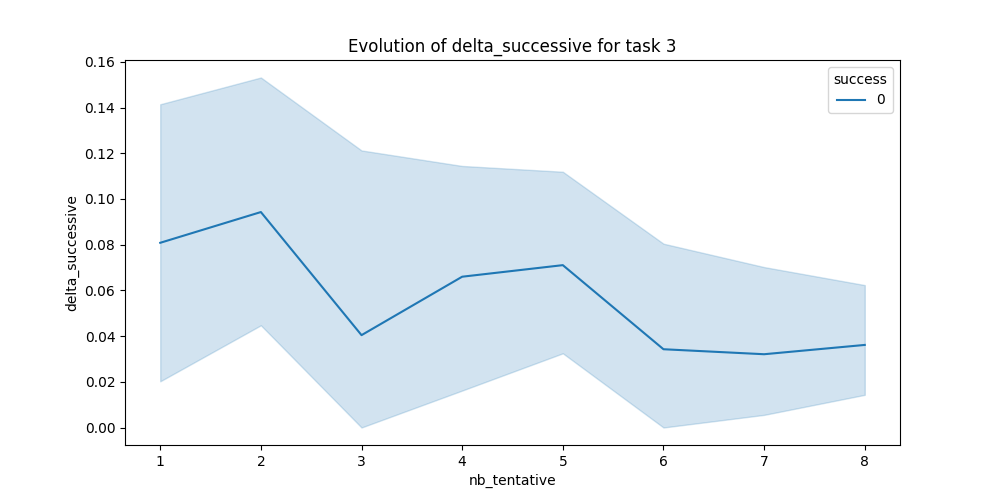 Evolution of delta_successive for task 3
success
0
delta_successive
0.16
0.14
0.12
0.10
0.08
0.06
0.04
0.02
0.00
1 2 3 4 5 6 7 8
nb_tentative